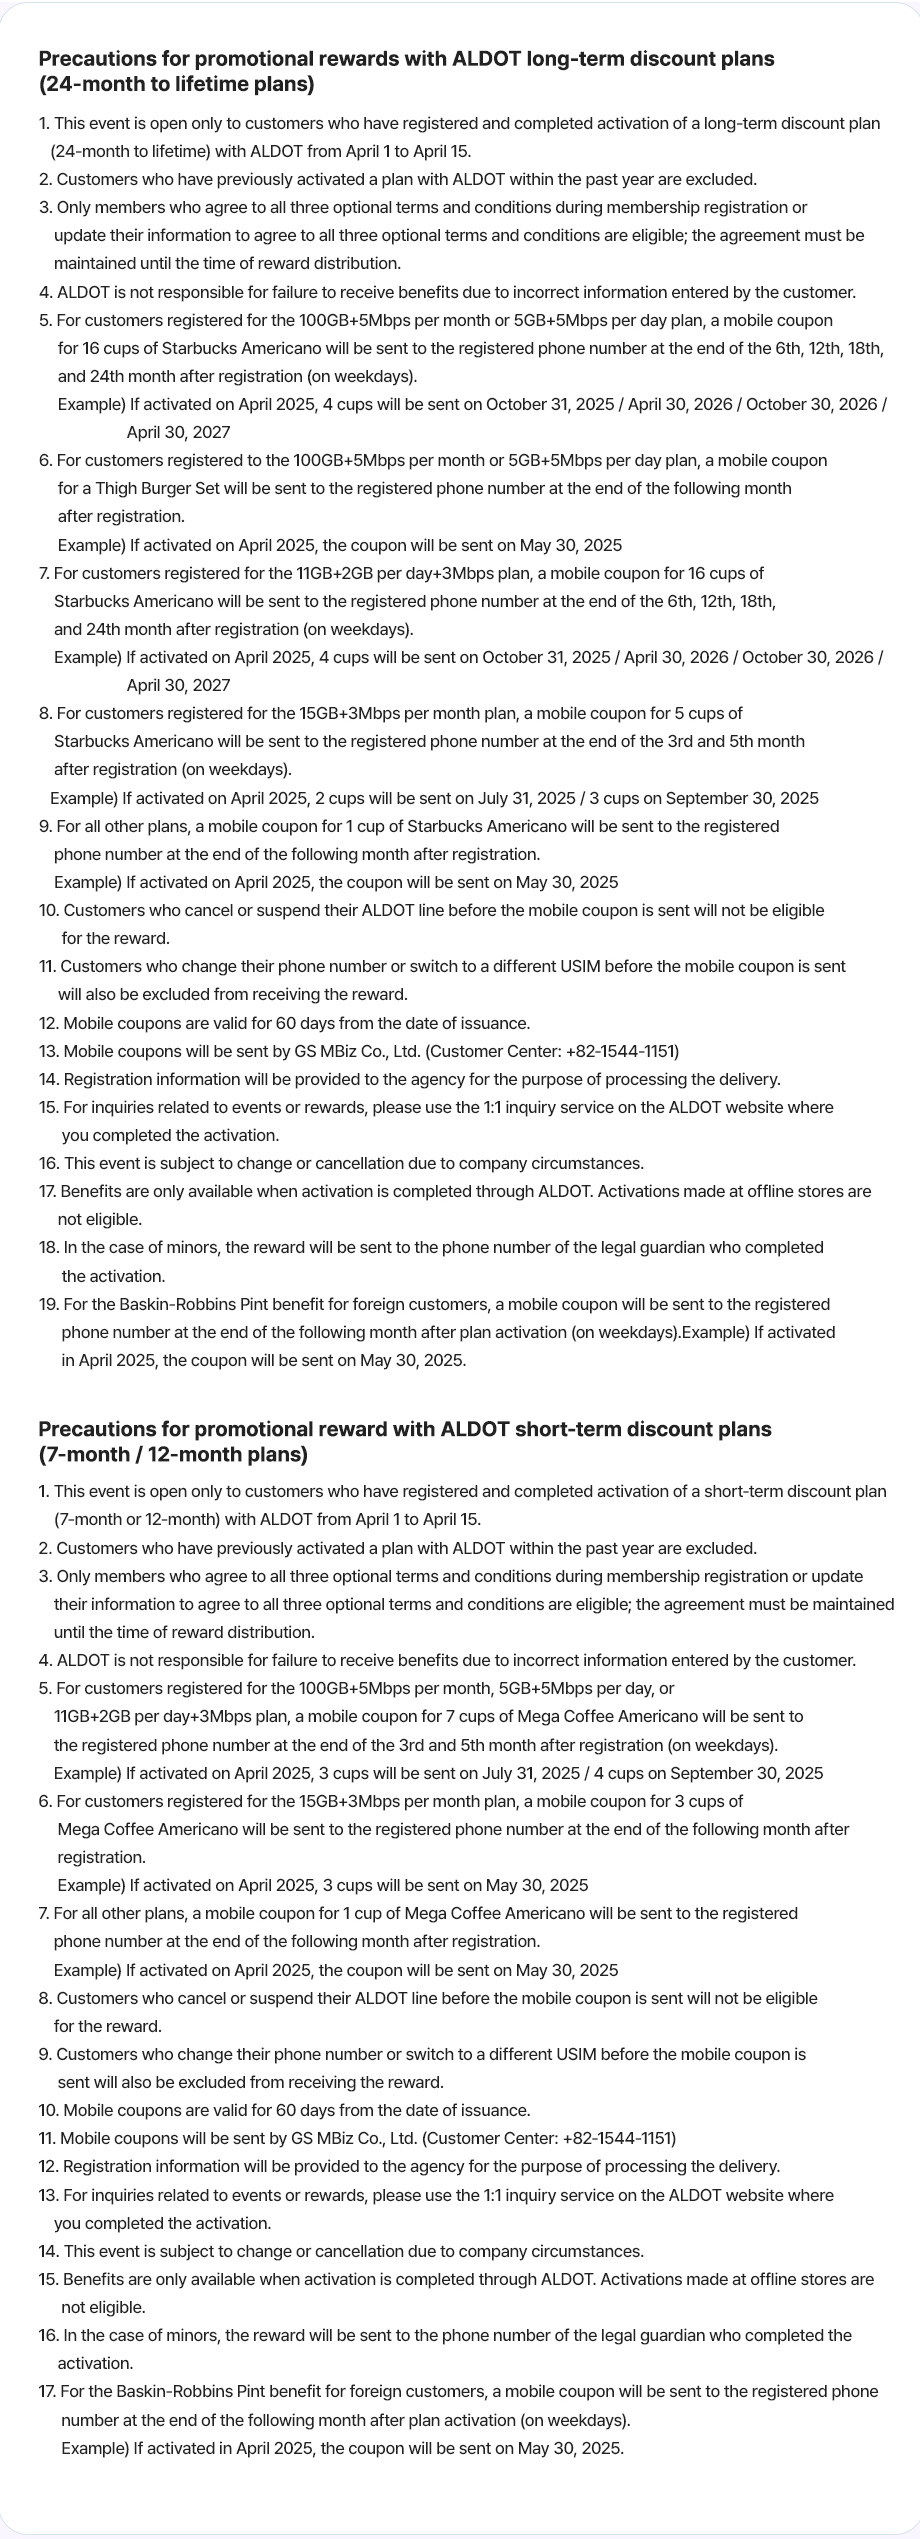 Precautions for promotional rewards with ALDOT long-term discount plans
(24-month to lifetime plans)
1. This event is open only to customers who have registered and completed activation of a long-term discount plan
(24-month to lifetime) with ALDOT from April 1 to April 15.
2. Customers who have previously activated a plan with ALDOT within the past year are excluded.
3. Only members who agree to all three optional terms and conditions during membership registration or
update their information to agree to all three optional terms and conditions are eligible; the agreement must be
maintained until the time of reward distribution.
4. ALDOT is not responsible for failure to receive benefits due to incorrect information entered by the customer.
5. For customers registered for the 100GB+5Mbps per month or 5GB+5Mbps per day plan, a mobile coupon
for 16 cups of Starbucks Americano will be sent to the registered phone number at the end of the 6th, 12th, 18th,
and 24th month after registration (on weekdays).
Example) If activated on April 2025, 4 cups will be sent on October 31, 2025 / April 30, 2026 / October 30, 2026 /
April 30, 2027
6. For customers registered to the 100GB+5Mbps per month or 5GB+5Mbps per day plan, a mobile coupon
for a Thigh Burger Set will be sent to the registered phone number at the end of the following month
after registration.
Example) If activated on April 2025, the coupon will be sent on May 30, 2025
7. For customers registered for the 11GB+2GB per day+3Mbps plan, a mobile coupon for 16 cups of
Starbucks Americano will be sent to the registered phone number at the end of the 6th, 12th, 18th,
and 24th month after registration (on weekdays).
Example) If activated on April 2025, 4 cups will be sent on October 31, 2025 / April 30, 2026 / October 30, 2026 /
April 30, 2027
8. For customers registered for the 15GB+3Mbps per month plan, a mobile coupon for 5 cups of
Starbucks Americano will be sent to the registered phone number at the end of the 3rd and 5th month
after registration (on weekdays).
Example) If activated on April 2025, 2 cups will be sent on July 31, 2025 / 3 cups on September 30, 2025
9. For all other plans, a mobile coupon for 1 cup of Starbucks Americano will be sent to the registered
phone number at the end of the following month after registration.
Example) If activated on April 2025, the coupon will be sent on May 30, 2025
10. Customers who cancel or suspend their ALDOT line before the mobile coupon is sent will not be eligible
for the reward.
11. Customers who change their phone number or switch to a different USIM before the mobile coupon is sent
will also be excluded from receiving the reward.
12. Mobile coupons are valid for 60 days from the date of issuance.
13. Mobile coupons will be sent by GS MBiz Co., Ltd. (Customer Center: +82-1544-1151)
14. Registration information will be provided to the agency for the purpose of processing the delivery.
15. For inquiries related to events or rewards, please use the 1:1 inquiry service on the ALDOT website where
you completed the activation.
16. This event is subject to change or cancellation due to company circumstances.
17. Benefits are only available when activation is completed through ALDOT. Activations made at offline stores are
not eligible.
18. In the case of minors, the reward will be sent to the phone number of the legal guardian who completed
the activation.
19. For the Baskin-Robbins Pint benefit for foreign customers, a mobile coupon will be sent to the registered
phone number at the end of the following month after plan activation (on weekdays).Example) If activated
in April 2025, the coupon will be sent on May 30, 2025.
Precautions for promotional reward with ALDOT short-term discount plans
(7-month / 12-month plans)
1. This event is open only to customers who have registered and completed activation of a short-term discount plan
(7-month or 12-month) with ALDOT from April 1 to April 15.
2. Customers who have previously activated a plan with ALDOT within the past year are excluded.
3. Only members who agree to all three optional terms and conditions during membership registration or update
their information to agree to all three optional terms and conditions are eligible; the agreement must be maintained
until the time of reward distribution.
4. ALDOT is not responsible for failure to receive benefits due to incorrect information entered by the customer.
5. For customers registered for the 100GB+5Mbps per month, 5GB+5Mbps per day, or
11GB+2GB per day+3Mbps plan, a mobile coupon for 7 cups of Mega Coffee Americano will be sent to
the registered phone number at the end of the 3rd and 5th month after registration (on weekdays).
Example) If activated on April 2025, 3 cups will be sent on July 31, 2025 / 4 cups on September 30, 2025
6. For customers registered for the 15GB+3Mbps per month plan, a mobile coupon for 3 cups of
Mega Coffee Americano will be sent to the registered phone number at the end of the following month after
registration.
Example) If activated on April 2025, 3 cups will be sent on May 30, 2025
7. For all other plans, a mobile coupon for 1 cup of Mega Coffee Americano will be sent to the registered
phone number at the end of the following month after registration.
Example) If activated on April 2025, the coupon will be sent on May 30, 2025
8. Customers who cancel or suspend their ALDOT line before the mobile coupon is sent will not be eligible
for the reward.
9. Customers who change their phone number or switch to a different USIM before the mobile coupon is
sent will also be excluded from receiving the reward.
10. Mobile coupons are valid for 60 days from the date of issuance.
11. Mobile coupons will be sent by GS MBiz Co., Ltd. (Customer Center: +82-1544-1151)
12. Registration information will be provided to the agency for the purpose of processing the delivery.
13. For inquiries related to events or rewards, please use the 1:1 inquiry service on the ALDOT website where
you completed the activation.
14. This event is subject to change or cancellation due to company circumstances.
15. Benefits are only available when activation is completed through ALDOT. Activations made at offline stores are
not eligible.
16. In the case of minors, the reward will be sent to the phone number of the legal guardian who completed the
activation.
17. For the Baskin-Robbins Pint benefit for foreign customers, a mobile coupon will be sent to the registered phone
number at the end of the following month after plan activation (on weekdays).
Example) If activated in April 2025, the coupon will be sent on May 30, 2025.